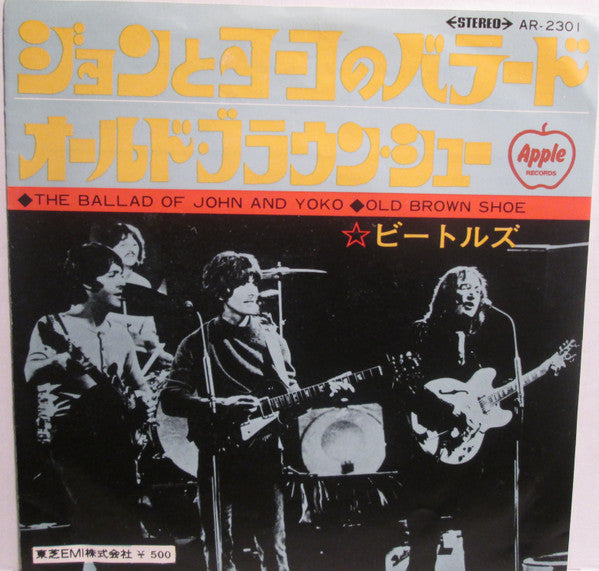 ←STEREO→ AR-2301
ジョンとヨーコのバラード
オールド・ブラウン・シュー
Apple
RECORDS
◆THE BALLAD OF JOHN AND YOKO ◆OLD BROWN SHOE
☆ビートルズ
東芝EMI株式会社 ¥500